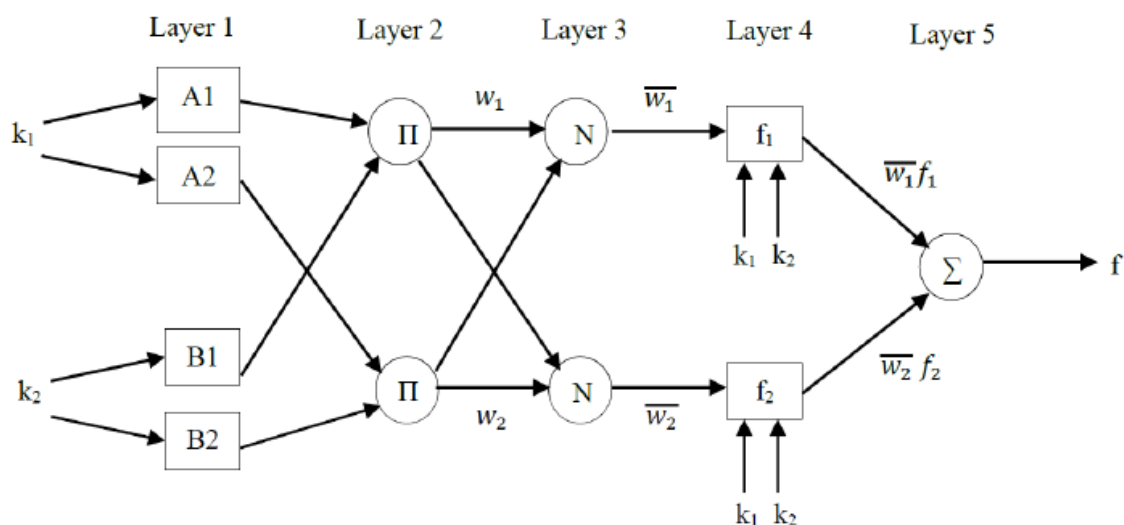 Layer 1 Layer 2 Layer 3 Layer 4 Layer 5
A1 w₁ w̅₁
k₁ Π N f₁
A2 w̅₁f₁
k₁ k₂
∑ f
B1
w̅₂ f₂
k₂ Π N f₂
B2 w₂ w̅₂
k₁ k₂